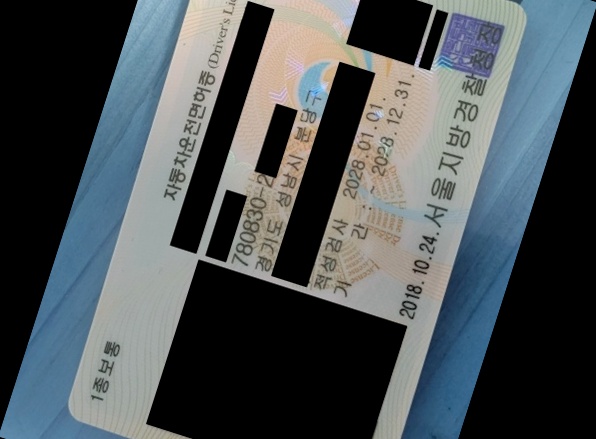 1종보통
자동차운전면허증 (Driver's Lic
780830-2
경기도 성남시 분당구
적성검사 2028.01.01.
기 간 : ~ 2028.12.31.
2018.10.24. 서울지방경찰